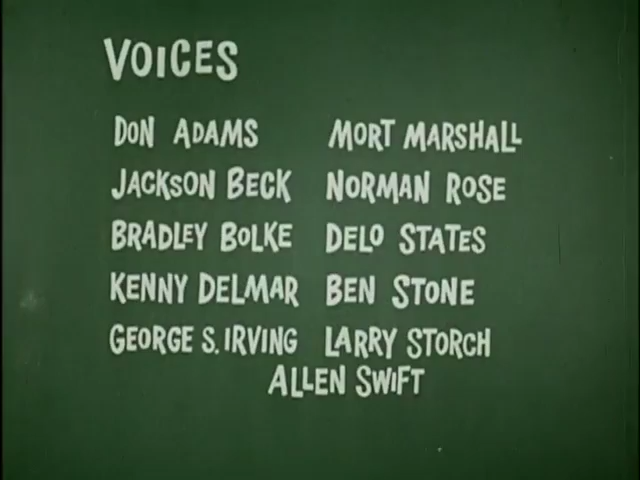 VOICES
DON ADAMS MORT MARSHALL
JACKSON BECK NORMAN ROSE
BRADLEY BOLKE DELO STATES
KENNY DELMAR BEN STONE
GEORGE S. IRVING LARRY STORCH
ALLEN SWIFT